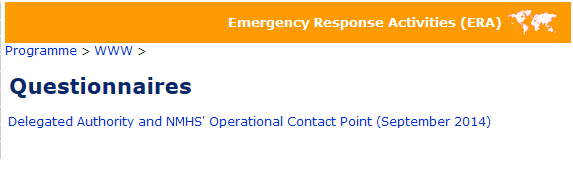 Emergency Response Activities (ERA)
Programme > WWW >
Questionnaires
Delegated Authority and NMHS' Operational Contact Point (September 2014)